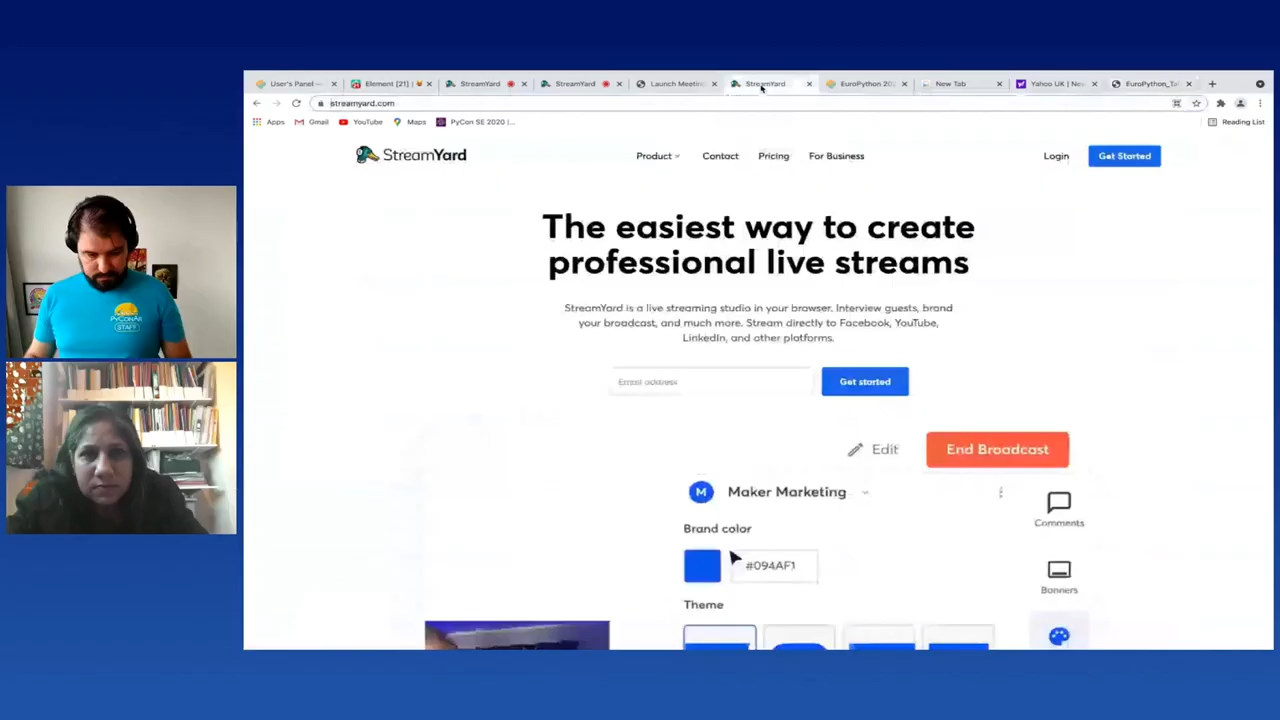 User's Panel —
Element [21] |
StreamYard
StreamYard
Launch Meeting
StreamYard
EuroPython 20
New Tab
Yahoo UK | Ne
EuroPython_Ta
streamyard.com
Apps
Gmail
YouTube
Maps
PyCon SE 2020 |...
Reading List
StreamYard
Product
Contact
Pricing
For Business
Login
Get Started
The easiest way to create
professional live streams
StreamYard is a live streaming studio in your browser. Interview guests, brand
your broadcast, and much more. Stream directly to Facebook, YouTube,
LinkedIn, and other platforms.
Email address
Get started
Edit
End Broadcast
M
Maker Marketing
Brand color
#094AF1
Theme
Comments
Banners
PyConAr
STAFF